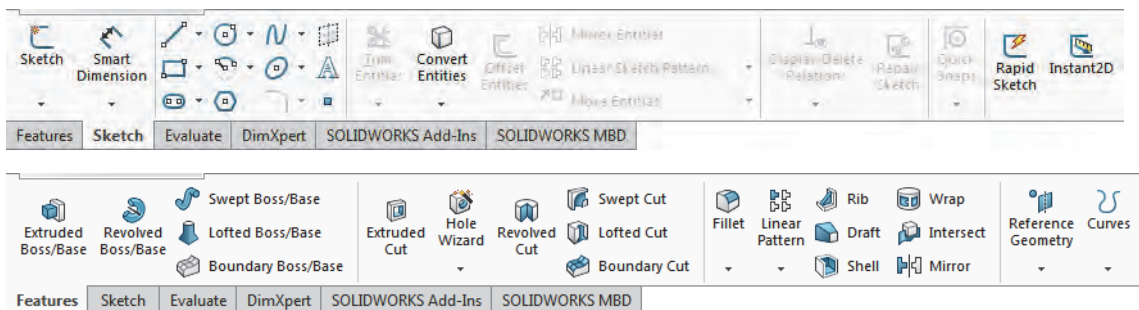 Sketch
Smart Dimension
Trim Entities
Convert Entities
Offset Entities
Mirror Entities
Linear Sketch Pattern
Move Entities
Display/Delete Relations
Repair Sketch
Quick Snaps
Rapid Sketch
Instant2D
Features Sketch Evaluate DimXpert SOLIDWORKS Add-Ins SOLIDWORKS MBD
Extruded Boss/Base
Revolved Boss/Base
Swept Boss/Base
Lofted Boss/Base
Boundary Boss/Base
Extruded Cut
Hole Wizard
Revolved Cut
Swept Cut
Lofted Cut
Boundary Cut
Fillet
Linear Pattern
Rib
Draft
Shell
Wrap
Intersect
Mirror
Reference Geometry
Curves
Features Sketch Evaluate DimXpert SOLIDWORKS Add-Ins SOLIDWORKS MBD